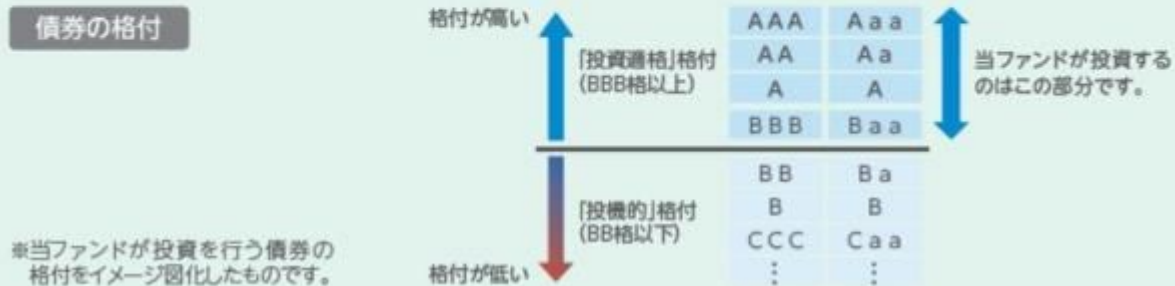 債券の格付
格付が高い
「投資適格」格付
(BBB格以上)
AAA Aaa
AA Aa
A A
BBB Baa
当ファンドが投資する
のはこの部分です。
「投機的」格付
(BB格以下)
BB Ba
B B
CCC Caa
⋮ ⋮
格付が低い
※当ファンドが投資を行う債券の
格付をイメージ図化したものです。